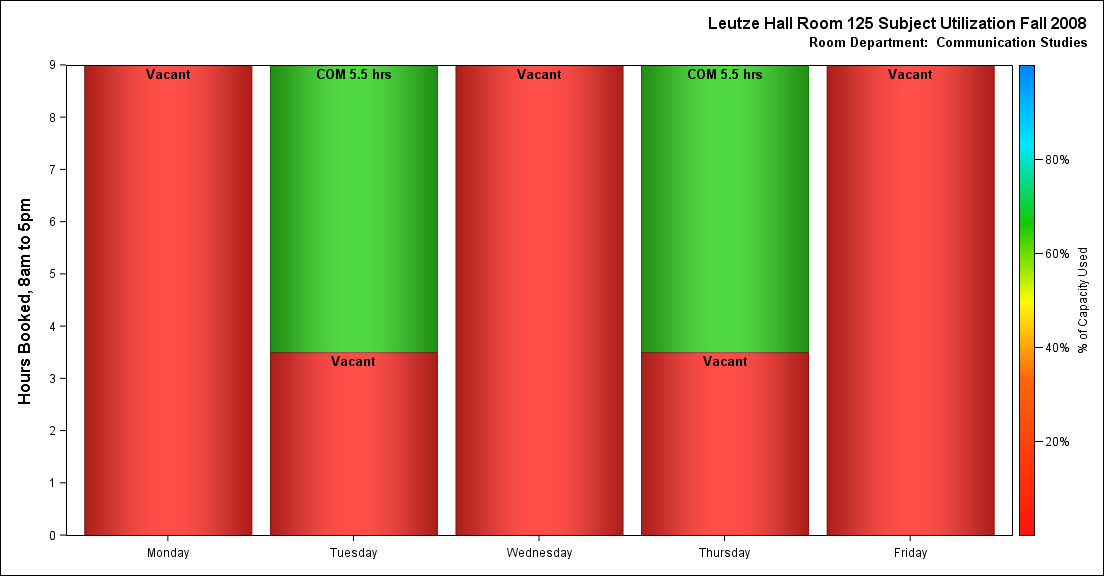 Leutze Hall Room 125 Subject Utilization Fall 2008
Room Department: Communication Studies
Hours Booked, 8am to 5pm
9
8
7
6
5
4
3
2
1
0
Vacant
COM 5.5 hrs
Vacant
COM 5.5 hrs
Vacant
Vacant
Vacant
Monday
Tuesday
Wednesday
Thursday
Friday
80%
60%
40%
20%
% of Capacity Used